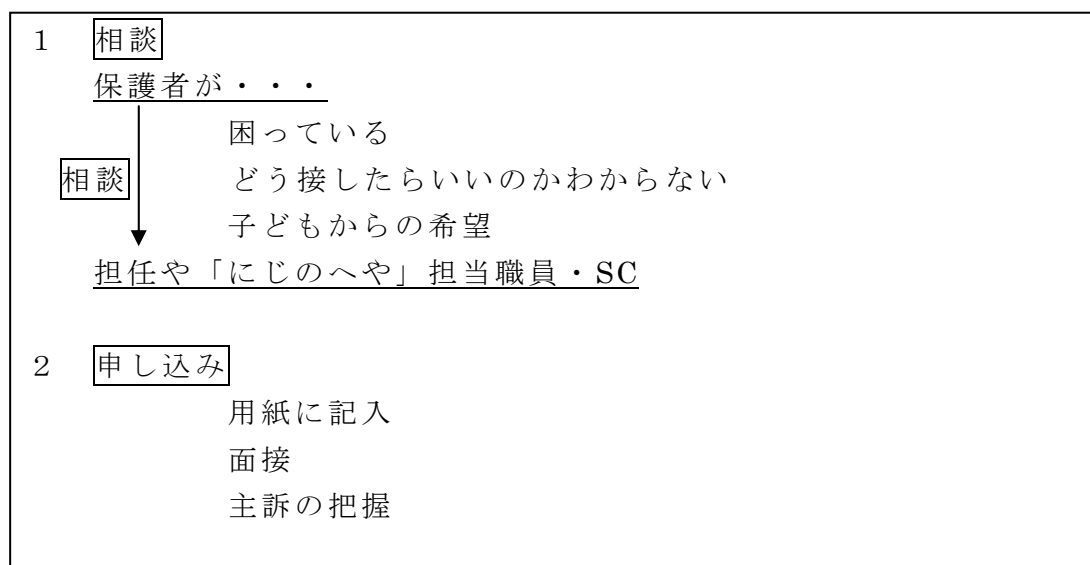 １ 相談
保護者が・・・
困っている
相談 どう接したらいいのかわからない
子どもからの希望
担任や「にじのへや」担当職員・SC
２ 申し込み
用紙に記入
面接
主訴の把握